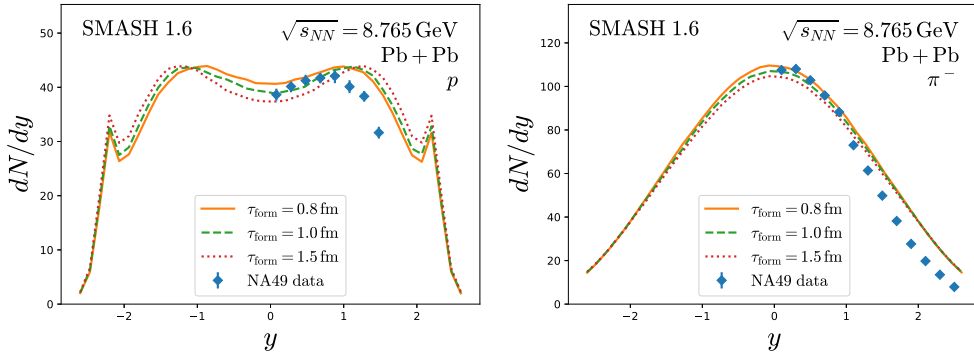 SMASH 1.6
√s_NN = 8.765 GeV
Pb + Pb
p
dN/dy
50
40
30
20
10
0
τ_form = 0.8 fm
τ_form = 1.0 fm
τ_form = 1.5 fm
NA49 data
−2 −1 0 1 2
y
SMASH 1.6
√s_NN = 8.765 GeV
Pb + Pb
π⁻
dN/dy
120
100
80
60
40
20
0
τ_form = 0.8 fm
τ_form = 1.0 fm
τ_form = 1.5 fm
NA49 data
−2 −1 0 1 2
y